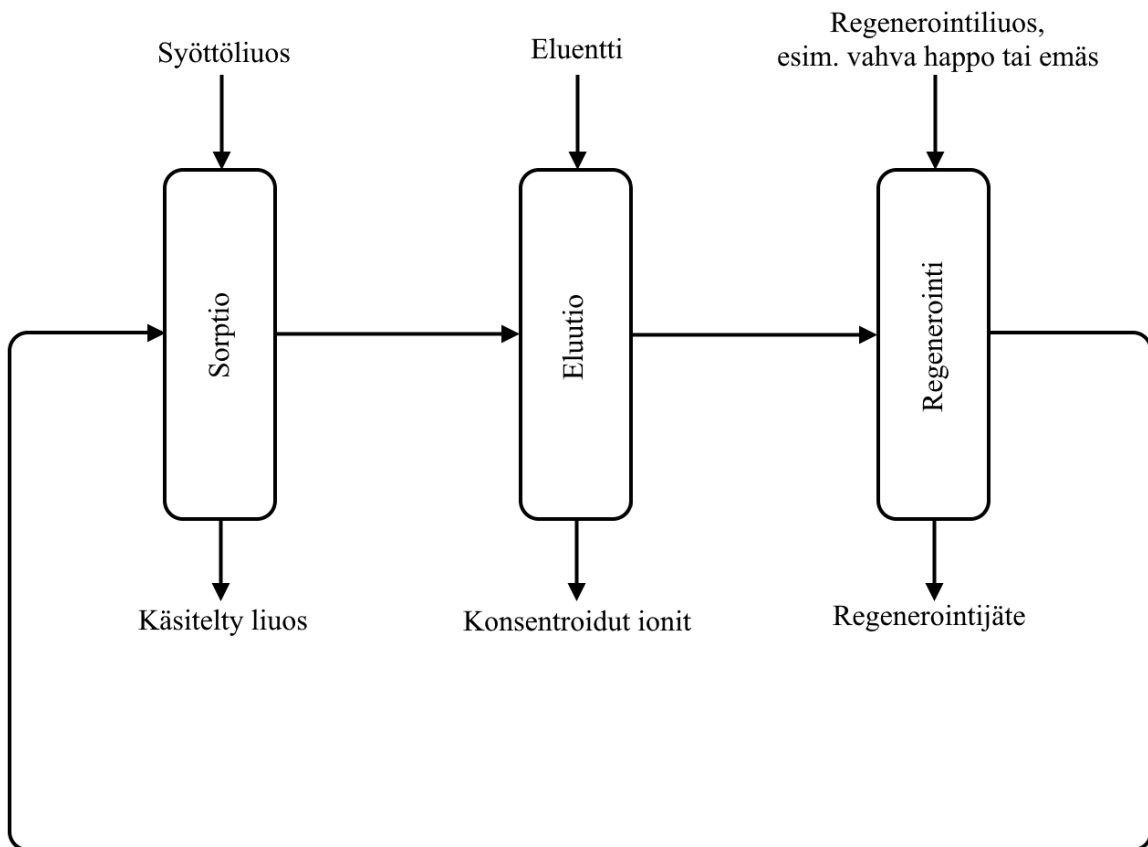 Syöttöliuos
Eluentti
Regenerointiliuos,
esim. vahva happo tai emäs
Sorptio
Eluutio
Regenerointi
Käsitelty liuos
Konsentroidut ionit
Regenerointijäte